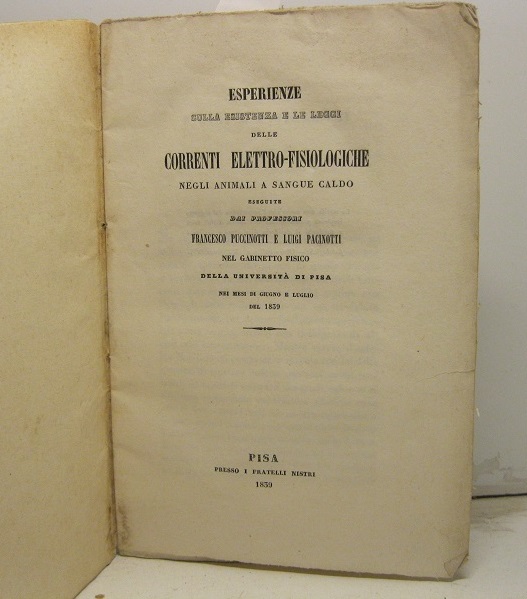 ESPERIENZE
SULLA ESISTENZA E LE LEGGI
DELLE
CORRENTI ELETTRO-FISIOLOGICHE
NEGLI ANIMALI A SANGUE CALDO
ESEGUITE
DAI PROFESSORI
FRANCESCO PUCCINOTTI E LUIGI PACINOTTI
NEL GABINETTO FISICO
DELLA UNIVERSITÀ DI PISA
NEI MESI DI GIUGNO E LUGLIO
DEL 1839
PISA
PRESSO I FRATELLI NISTRI
1839